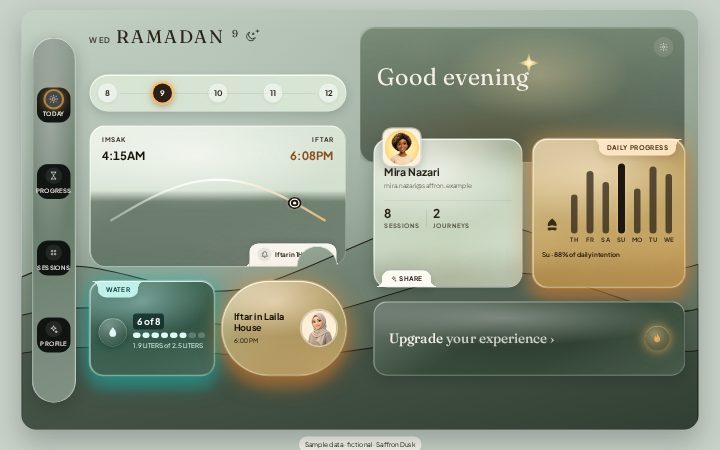 WED RAMADAN 9
8 9 10 11 12
TODAY
PROGRESS
SESSIONS
PROFILE
IMSAK IFTAR
4:15AM 6:08PM
Iftar in
WATER
6 of 8
1.9 LITERS of 2.5 LITERS
Iftar in Laila
House
6:00 PM
Good evening
Mira Nazari
mira.nazari@saffron.example
8 2
SESSIONS JOURNEYS
SHARE
DAILY PROGRESS
TH FR SA SU MO TU WE
Su · 88% of daily intention
Upgrade your experience ›
Sample data · fictional · Saffron Dusk